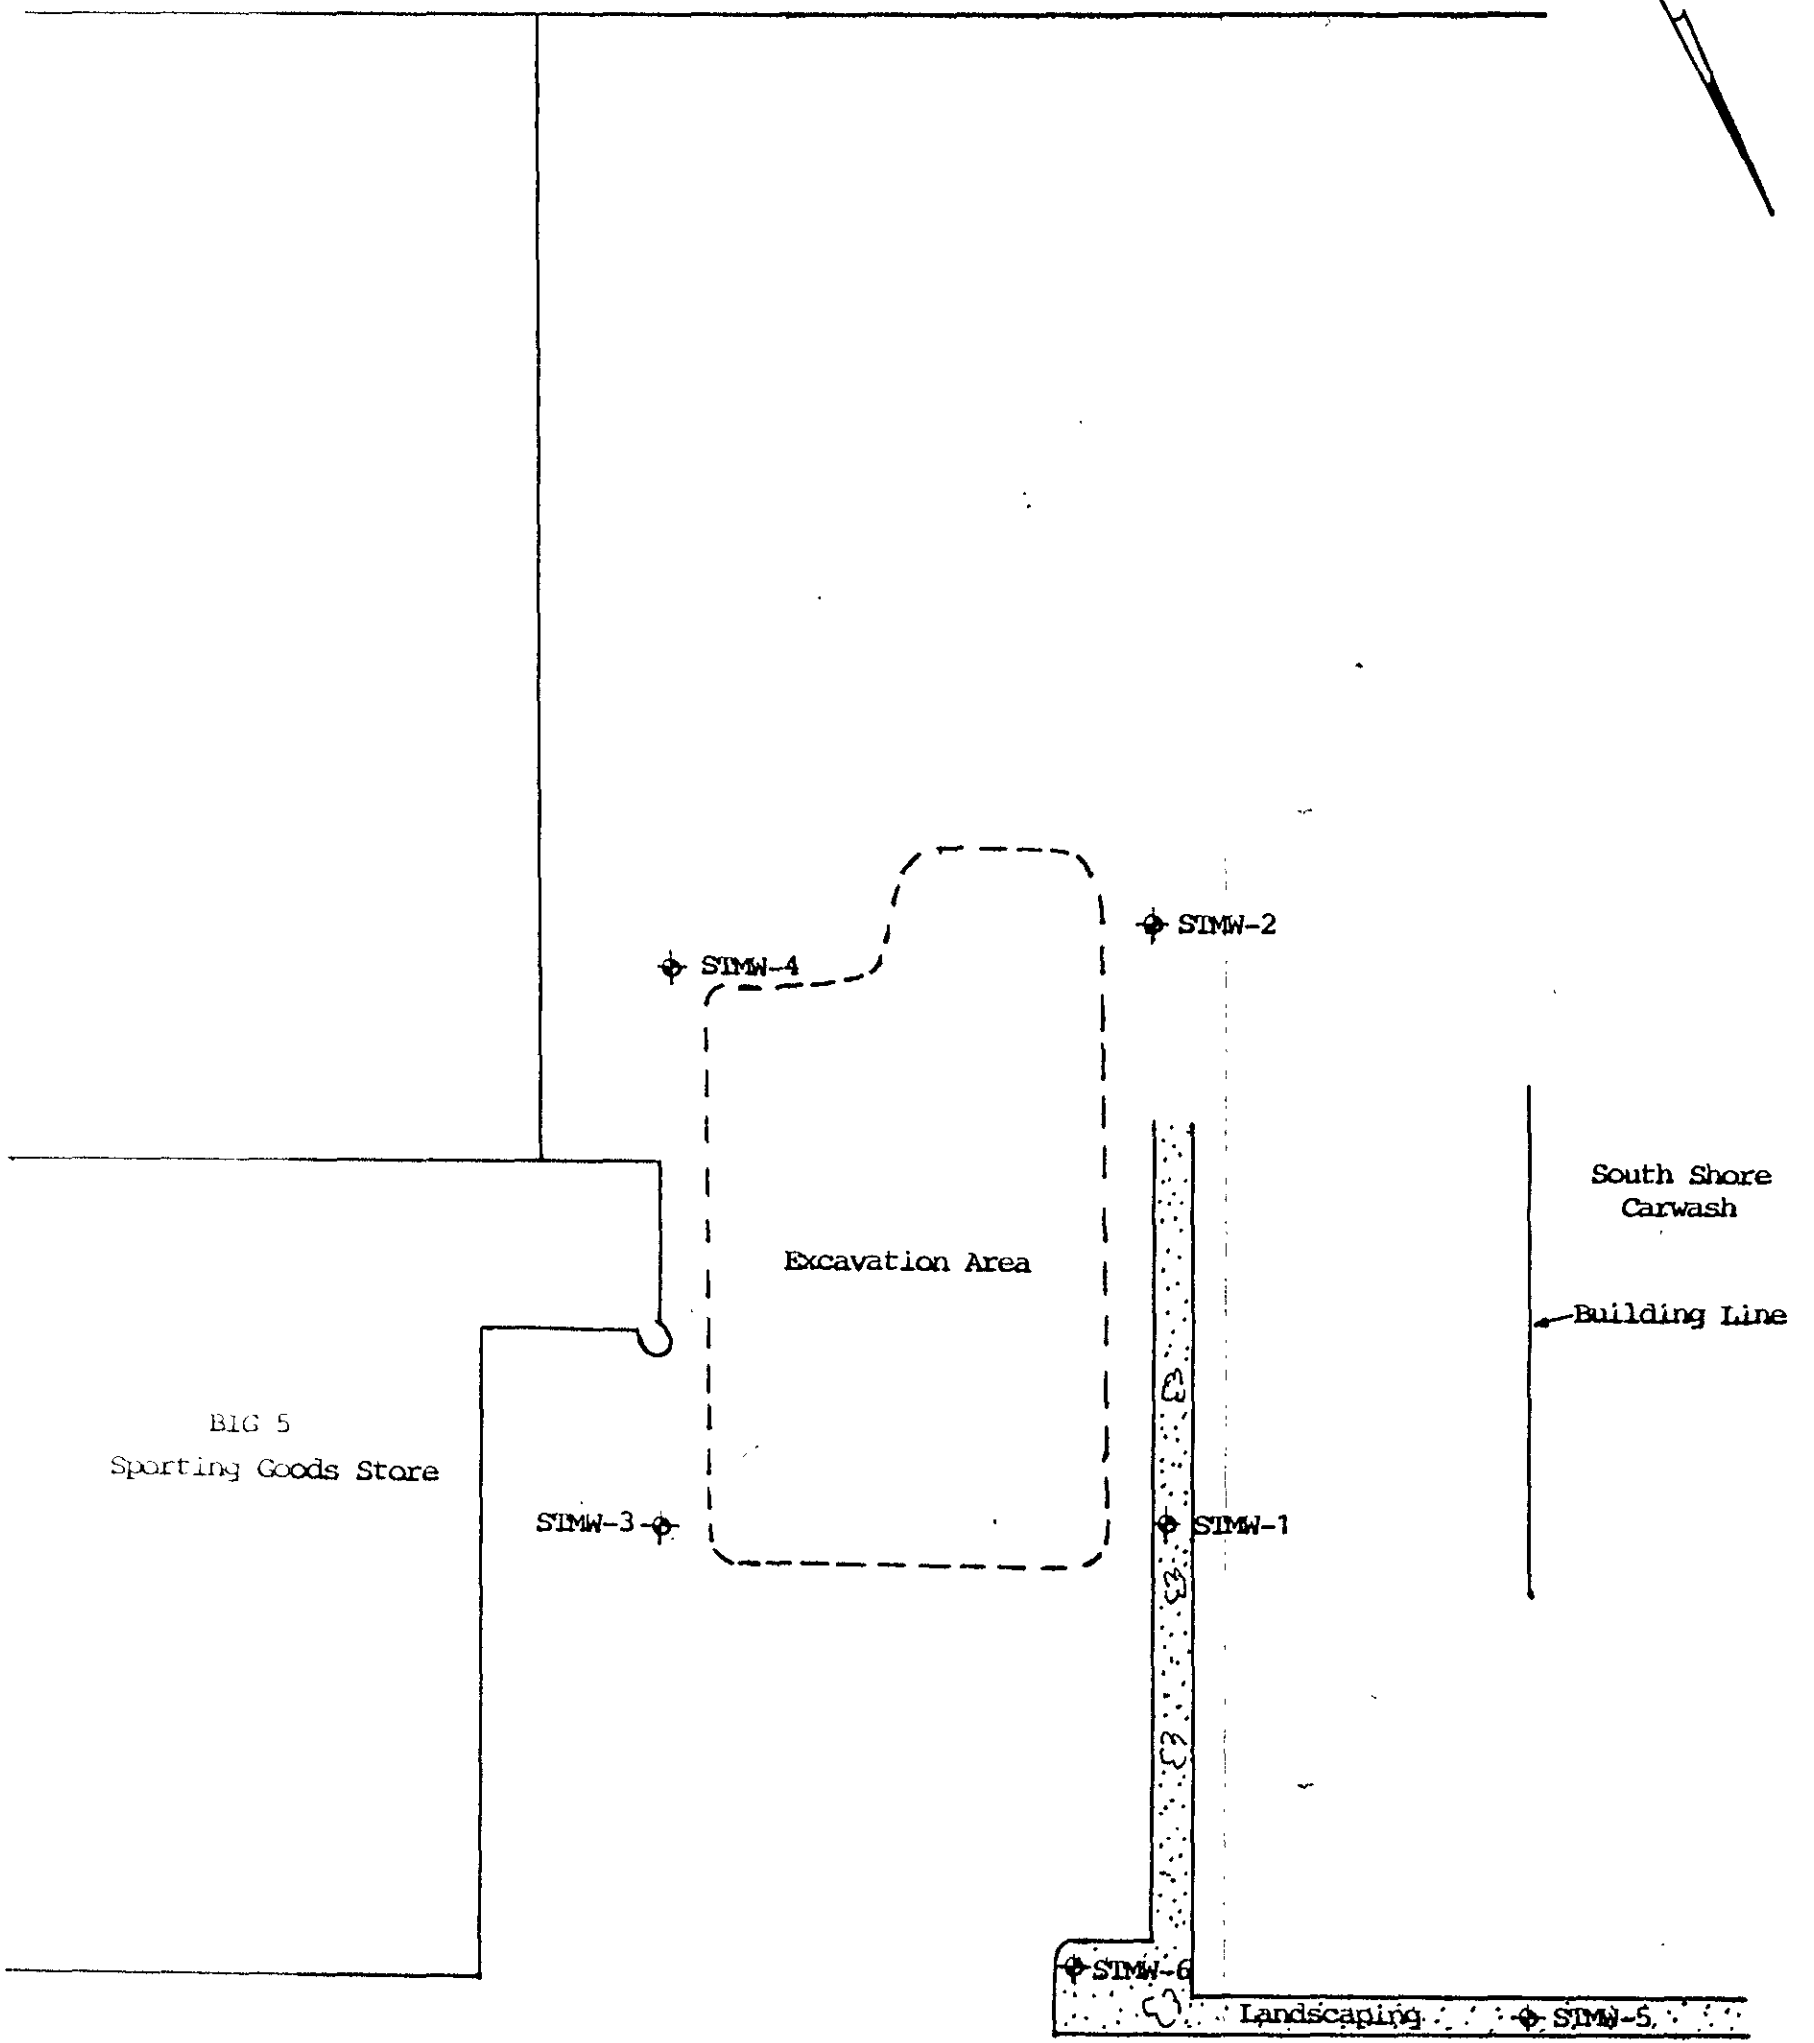 STMW-2
STMW-4
South Shore
Carwash
Excavation Area
Building Line
BIG 5
Sporting Goods Store
STMW-3
STMW-1
STMW-6
Landscaping
STMW-5